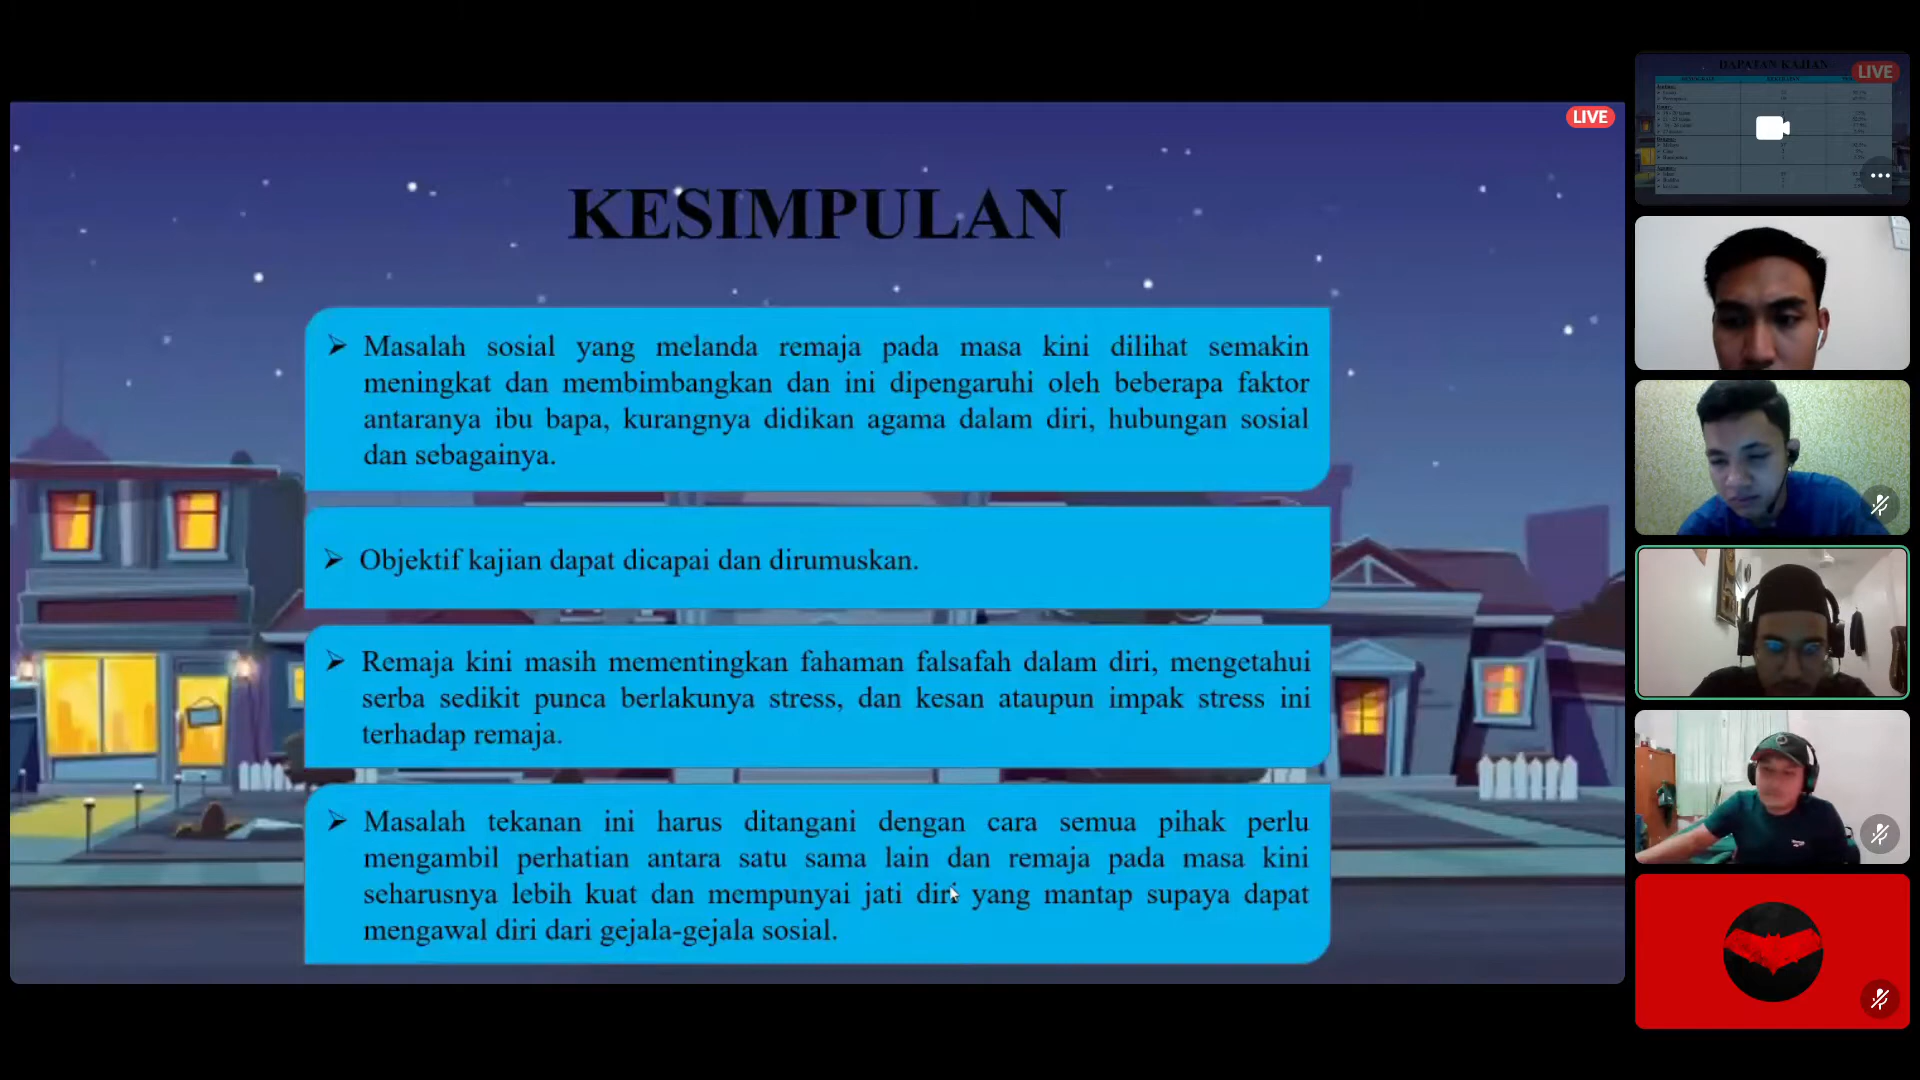 LIVE
KESIMPULAN
➢ Masalah sosial yang melanda remaja pada masa kini dilihat semakin
meningkat dan membimbangkan dan ini dipengaruhi oleh beberapa faktor
antaranya ibu bapa, kurangnya didikan agama dalam diri, hubungan sosial
dan sebagainya.
➢ Objektif kajian dapat dicapai dan dirumuskan.
➢ Remaja kini masih mementingkan fahaman falsafah dalam diri, mengetahui
serba sedikit punca berlakunya stress, dan kesan ataupun impak stress ini
terhadap remaja.
➢ Masalah tekanan ini harus ditangani dengan cara semua pihak perlu
mengambil perhatian antara satu sama lain dan remaja pada masa kini
seharusnya lebih kuat dan mempunyai jati diri yang mantap supaya dapat
mengawal diri dari gejala-gejala sosial.
DAPATAN KAJIAN
LIVE